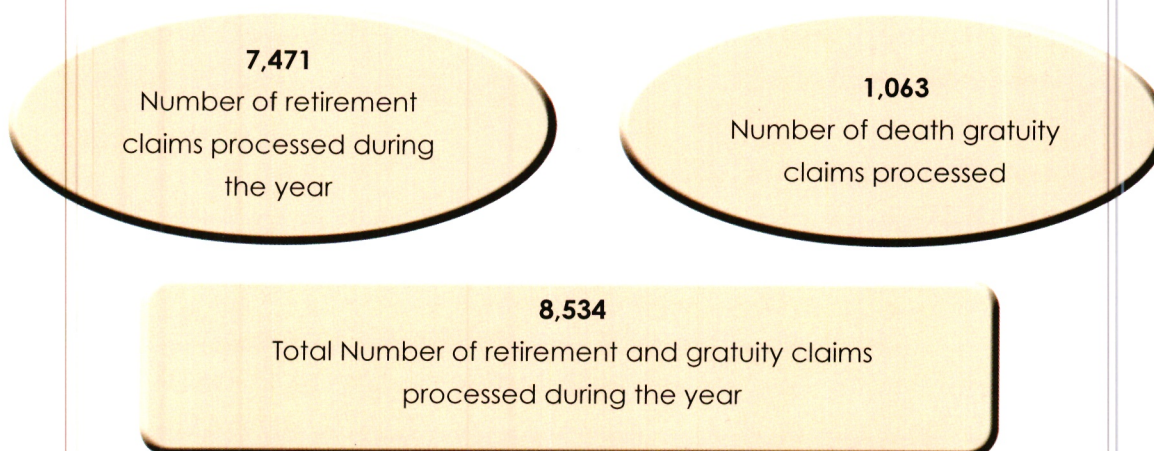 7,471
Number of retirement
claims processed during
the year
1,063
Number of death gratuity
claims processed
8,534
Total Number of retirement and gratuity claims
processed during the year